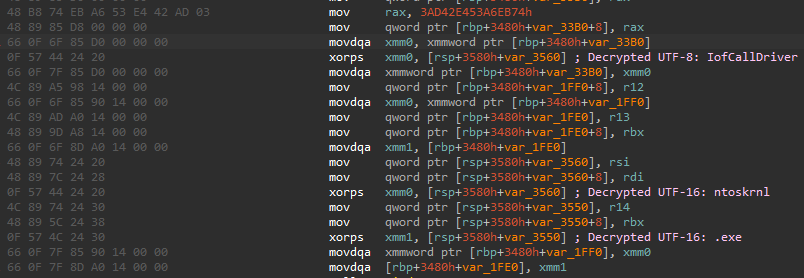 48 B8 74 EB A6 53 E4 42 AD 03 mov rax, 3AD42E453A6EB74h
48 89 85 D8 00 00 00 mov qword ptr [rbp+3480h+var_33B0+8], rax
66 0F 6F 85 D0 00 00 00 movdqa xmm0, xmmword ptr [rbp+3480h+var_33B0]
0F 57 44 24 20 xorps xmm0, [rsp+3580h+var_3560] ; Decrypted UTF-8: IofCallDriver
66 0F 7F 85 D0 00 00 00 movdqa xmmword ptr [rbp+3480h+var_33B0], xmm0
4C 89 A5 98 14 00 00 mov qword ptr [rbp+3480h+var_1FF0+8], r12
66 0F 6F 85 90 14 00 00 movdqa xmm0, xmmword ptr [rbp+3480h+var_1FF0]
4C 89 AD A0 14 00 00 mov qword ptr [rbp+3480h+var_1FE0], r13
48 89 9D A8 14 00 00 mov qword ptr [rbp+3480h+var_1FE0+8], rbx
66 0F 6F 8D A0 14 00 00 movdqa xmm1, [rbp+3480h+var_1FE0]
48 89 74 24 20 mov qword ptr [rsp+3580h+var_3560], rsi
48 89 7C 24 28 mov qword ptr [rsp+3580h+var_3560+8], rdi
0F 57 44 24 20 xorps xmm0, [rsp+3580h+var_3560] ; Decrypted UTF-16: ntoskrnl
4C 89 74 24 30 mov qword ptr [rsp+3580h+var_3550], r14
48 89 5C 24 38 mov qword ptr [rsp+3580h+var_3550+8], rbx
0F 57 4C 24 30 xorps xmm1, [rsp+3580h+var_3550] ; Decrypted UTF-16: .exe
66 0F 7F 85 90 14 00 00 movdqa xmmword ptr [rbp+3480h+var_1FF0], xmm0
66 0F 7F 8D A0 14 00 00 movdqa [rbp+3480h+var_1FE0], xmm1